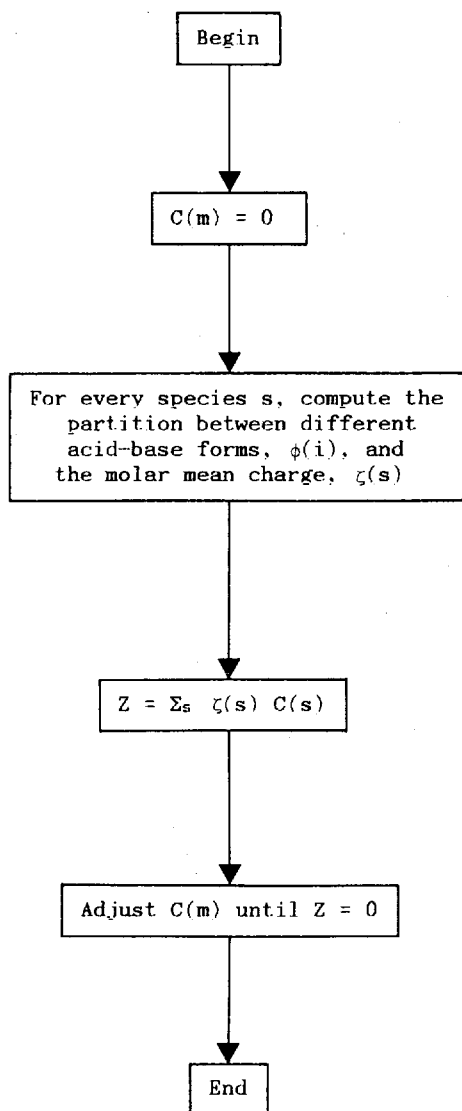 Begin
C(m) = 0
For every species s, compute the
partition between different
acid-base forms, ϕ(i), and
the molar mean charge, ζ(s)
Z = Σs ζ(s) C(s)
Adjust C(m) until Z = 0
End